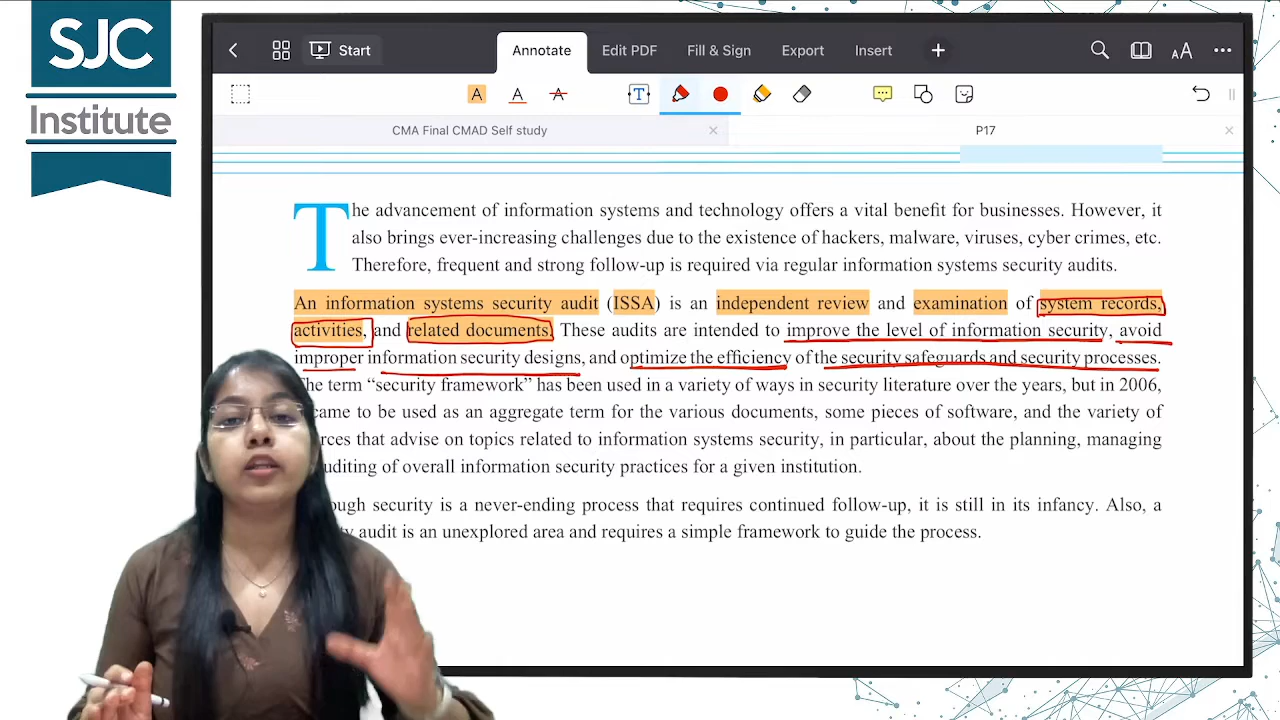 SJC
Institute
Start
Annotate
Edit PDF
Fill & Sign
Export
Insert
AA
A
A
A
T
CMA Final CMAD Self study
P17
The advancement of information systems and technology offers a vital benefit for businesses. However, it
also brings ever-increasing challenges due to the existence of hackers, malware, viruses, cyber crimes, etc.
Therefore, frequent and strong follow-up is required via regular information systems security audits.
An information systems security audit (ISSA) is an independent review and examination of system records,
activities, and related documents. These audits are intended to improve the level of information security, avoid
improper information security designs, and optimize the efficiency of the security safeguards and security processes.
The term “security framework” has been used in a variety of ways in security literature over the years, but in 2006,
came to be used as an aggregate term for the various documents, some pieces of software, and the variety of
that advise on topics related to information systems security, in particular, about the planning, managing
of overall information security practices for a given institution.
security is a never-ending process that requires continued follow-up, it is still in its infancy. Also, a
audit is an unexplored area and requires a simple framework to guide the process.